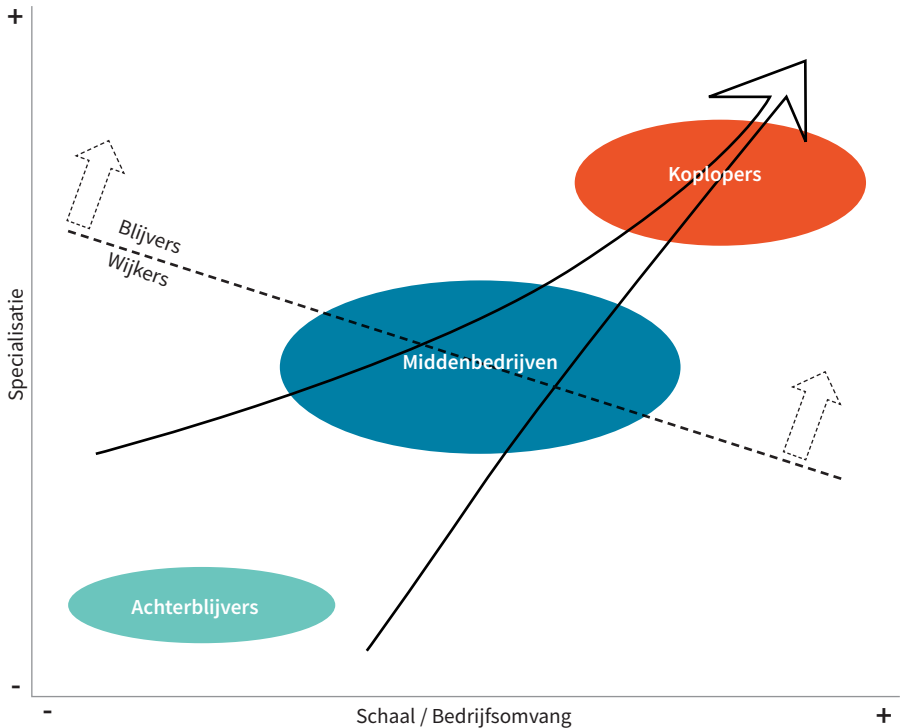 +
Koplopers
Blijvers
Wijkers
Specialisatie
Middenbedrijven
Achterblijvers
-
-
Schaal / Bedrijfsomvang
+